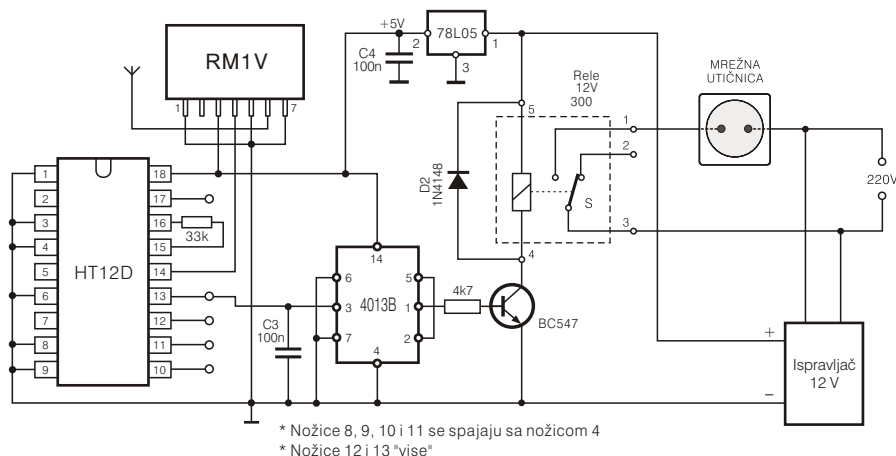 +5V
78L05
2
1
3
C4
100n
RM1V
1
7
MREŽNA
UTIČNICA
Rele
12V
300
5
1
2
3
S
4
220V
D2
1N4148
HT12D
1
2
3
4
5
6
7
8
9
18
17
16
15
14
13
12
11
10
33k
C3
100n
4013B
14
6
3
7
5
1
2
4
4k7
BC547
+
−
Ispravljač
12 V
* Nožice 8, 9, 10 i 11 se spajaju sa nožicom 4
* Nožice 12 i 13 "vise"